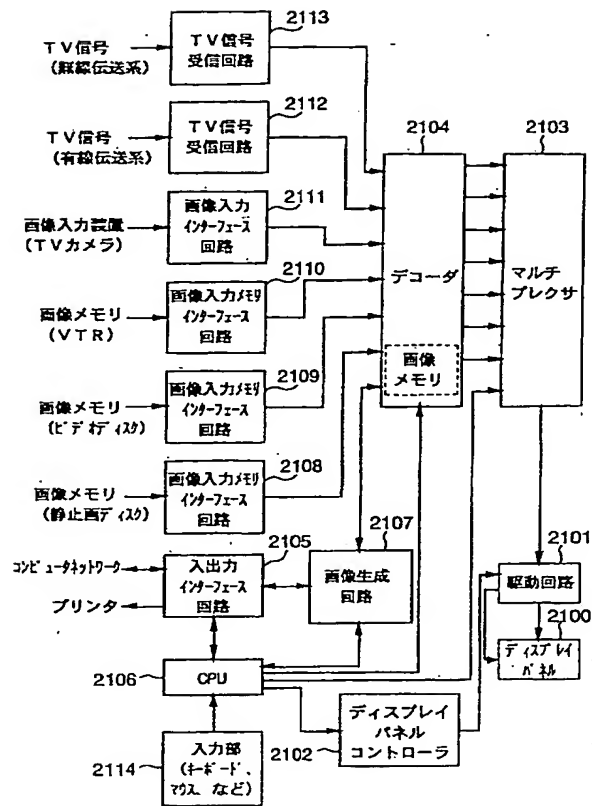 2113
TV信号
(無線伝送系)
TV信号
受信回路
2112
TV信号
(有線伝送系)
TV信号
受信回路
2104
2103
2111
画像入力装置
(TVカメラ)
画像入力
インターフェース
回路
デコーダ
マルチ
プレクサ
2110
画像メモリ
(VTR)
画像入力メモリ
インターフェース
回路
画像
メモリ
2109
画像メモリ
(ビデオディスク)
画像入力メモリ
インターフェース
回路
2108
画像メモリ
(静止画ディスク)
画像入力メモリ
インターフェース
回路
2107
2105
コンピュータネットワーク
プリンタ
入出力
インターフェース
回路
画像生成
回路
2101
駆動回路
2100
ディスプレイ
パネル
2106
CPU
2102
ディスプレイ
パネル
コントローラ
2114
入力部
(キーボード、
マウス、など)